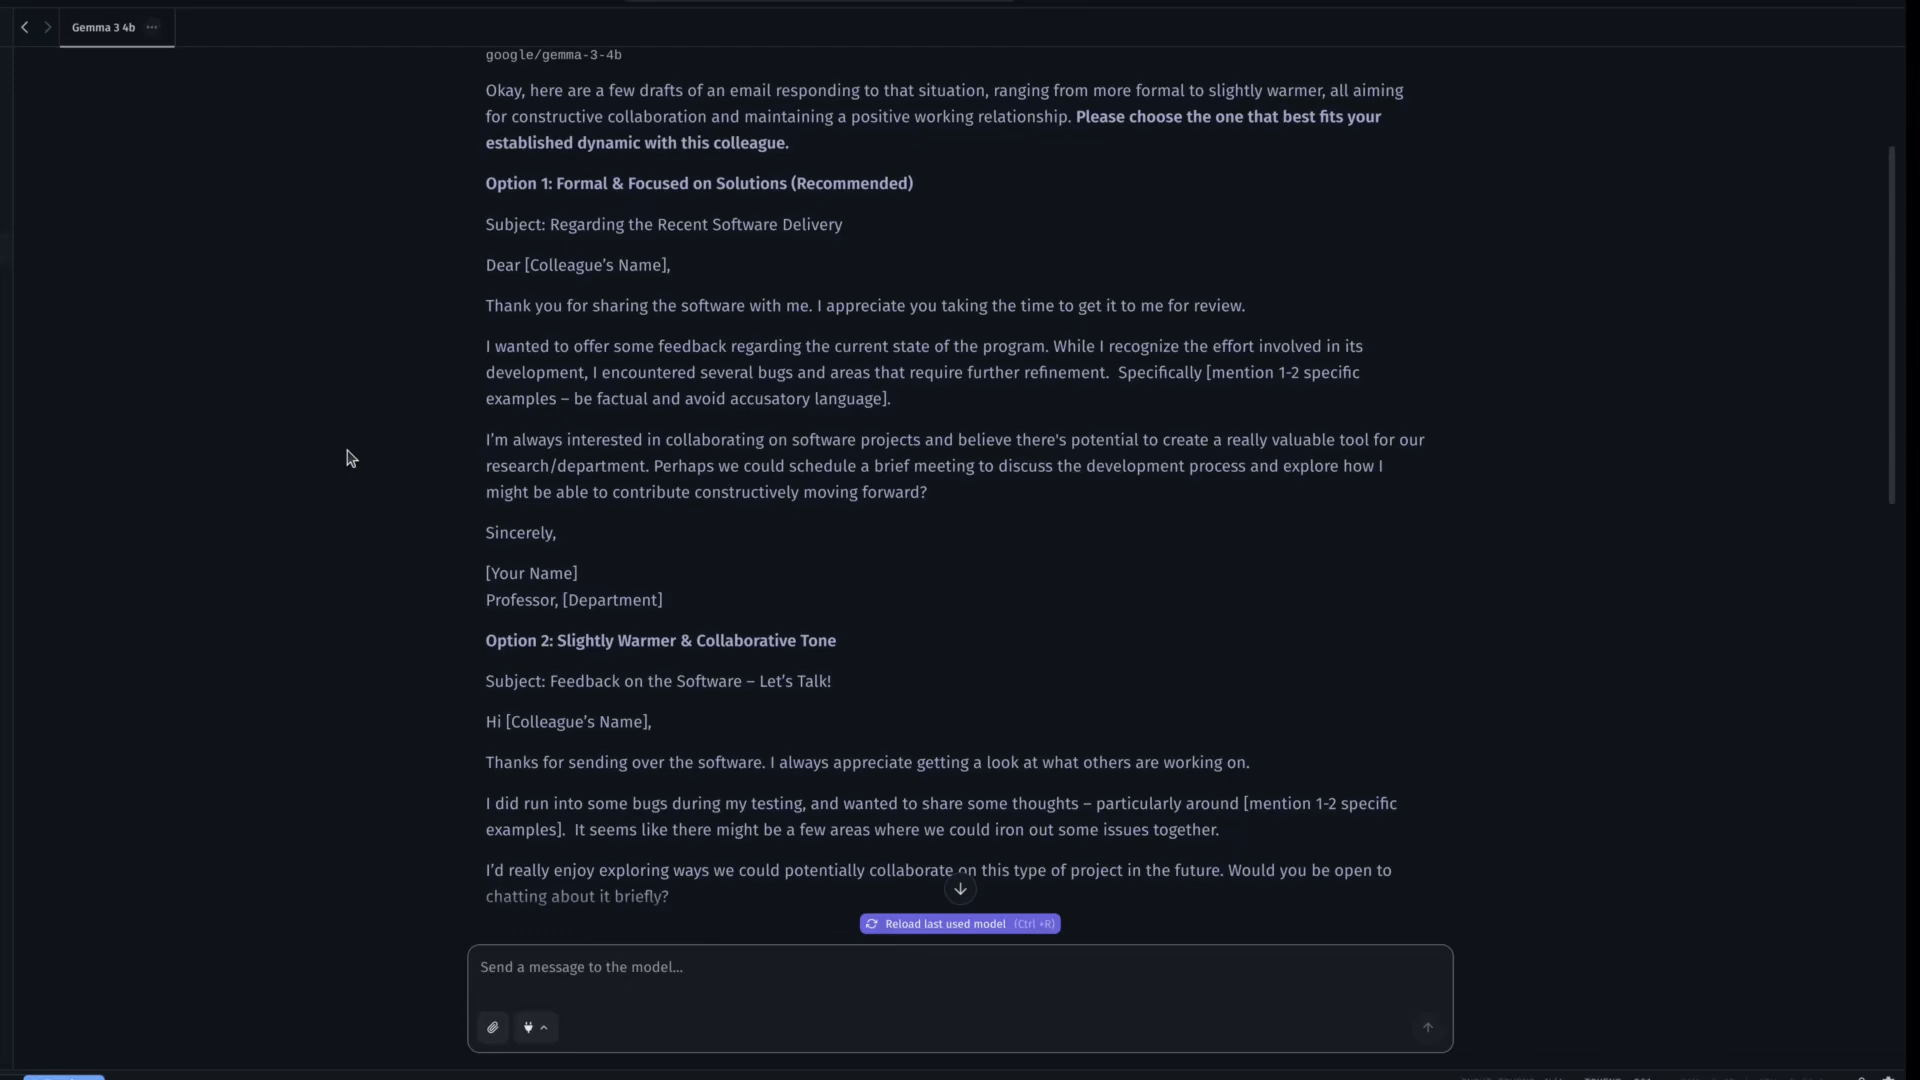 Gemma 3 4b
google/gemma-3-4b
Okay, here are a few drafts of an email responding to that situation, ranging from more formal to slightly warmer, all aiming
for constructive collaboration and maintaining a positive working relationship. Please choose the one that best fits your
established dynamic with this colleague.
Option 1: Formal & Focused on Solutions (Recommended)
Subject: Regarding the Recent Software Delivery
Dear [Colleague’s Name],
Thank you for sharing the software with me. I appreciate you taking the time to get it to me for review.
I wanted to offer some feedback regarding the current state of the program. While I recognize the effort involved in its
development, I encountered several bugs and areas that require further refinement.  Specifically [mention 1-2 specific
examples – be factual and avoid accusatory language].
I’m always interested in collaborating on software projects and believe there's potential to create a really valuable tool for our
research/department. Perhaps we could schedule a brief meeting to discuss the development process and explore how I
might be able to contribute constructively moving forward?
Sincerely,
[Your Name]
Professor, [Department]
Option 2: Slightly Warmer & Collaborative Tone
Subject: Feedback on the Software – Let’s Talk!
Hi [Colleague’s Name],
Thanks for sending over the software. I always appreciate getting a look at what others are working on.
I did run into some bugs during my testing, and wanted to share some thoughts – particularly around [mention 1-2 specific
examples].  It seems like there might be a few areas where we could iron out some issues together.
I’d really enjoy exploring ways we could potentially collaborate on this type of project in the future. Would you be open to
chatting about it briefly?
Reload last used model (Ctrl +R)
Send a message to the model...